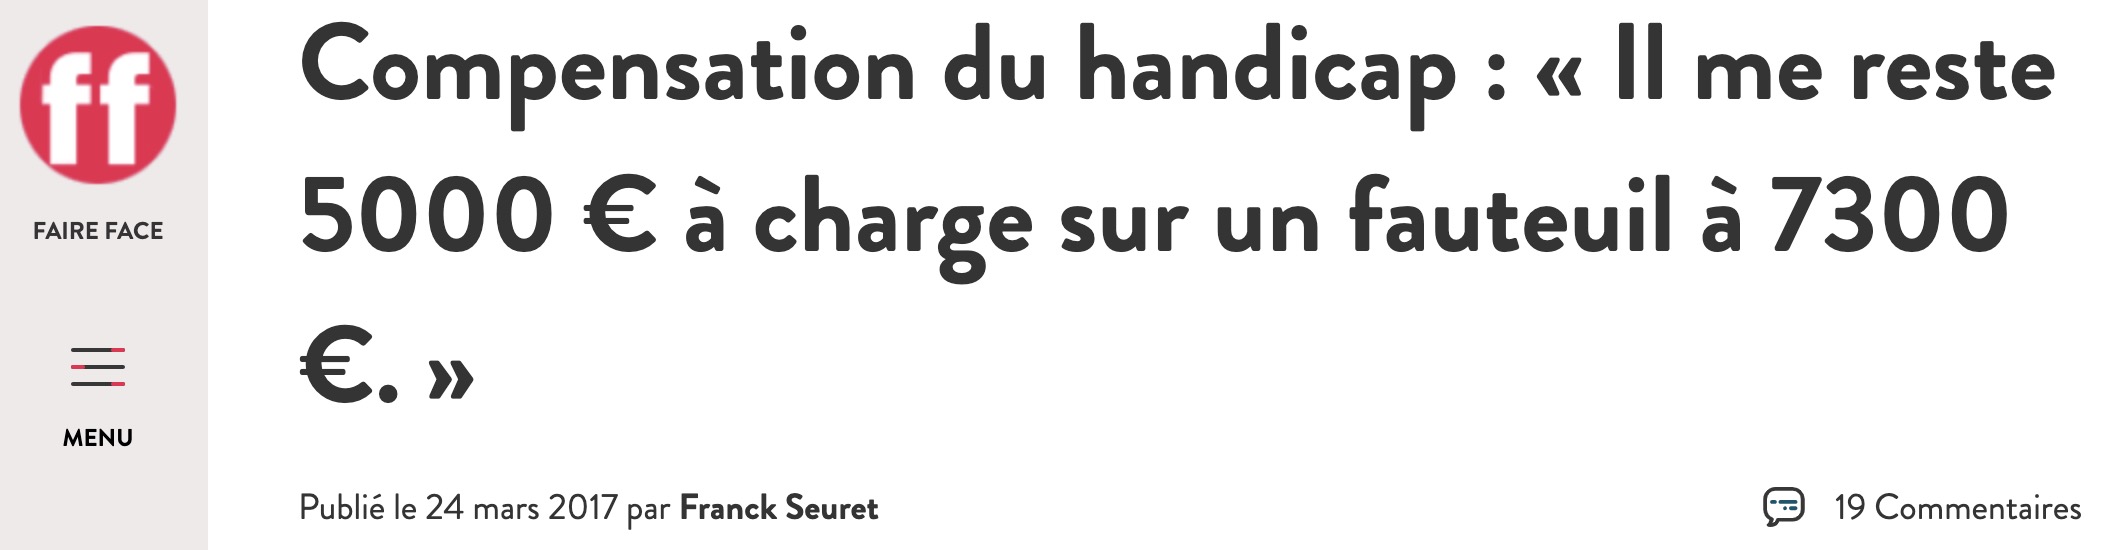 ff
FAIRE FACE
MENU
Compensation du handicap : « Il me reste
5000 € à charge sur un fauteuil à 7300
€. »
Publié le 24 mars 2017 par Franck Seuret
19 Commentaires